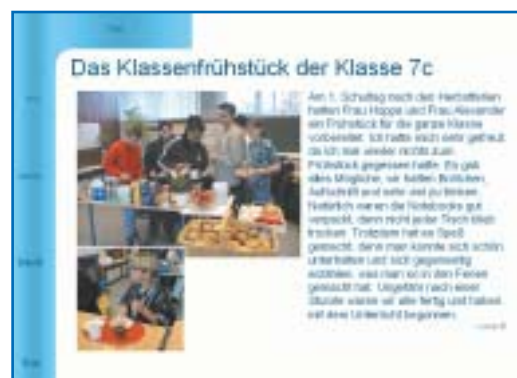 Das Klassenfrühstück der Klasse 7c
Am 1. Schultag nach den Herbstferien
hatten Frau Hoppe und Frau Alexander
ein Frühstück für die ganze Klasse
vorbereitet. Ich hatte mich sehr gefreut
da ich mal wieder nichts zum
Frühstück gegessen hatte. Es gab
alles Mögliche, wir hatten Brötchen,
Aufschnitt und sehr viel zu trinken.
Natürlich waren die Notebooks gut
verpackt, denn nicht jeder Tisch blieb
trocken. Trotzdem hat es Spaß
gemacht, denn man konnte sich schön
unterhalten und sich gegenseitig
erzählen, was man so in den Ferien
gemacht hat. Ungefähr nach einer
Stunde waren wir alle fertig und haben
mit dem Unterricht begonnen.